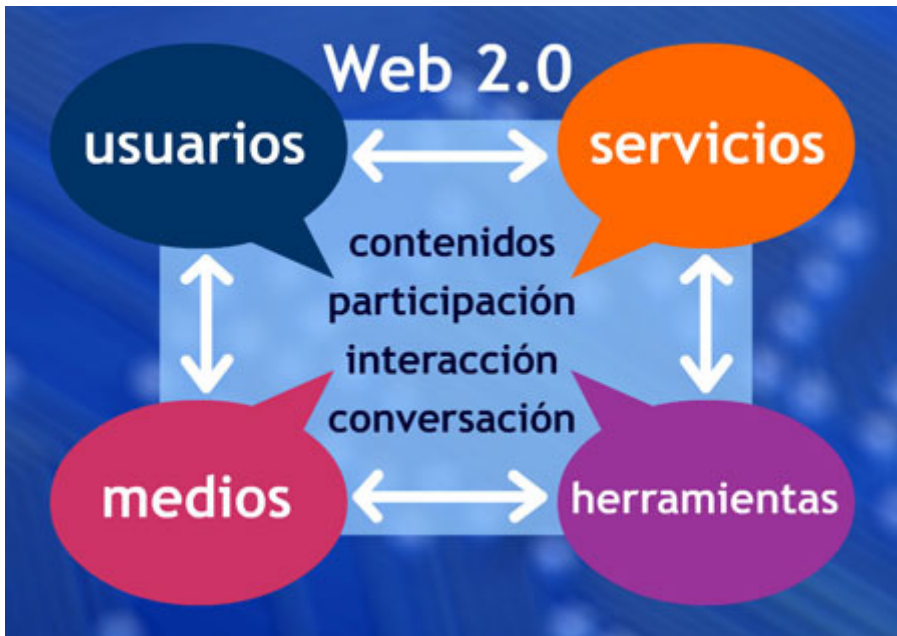 Web 2.0
usuarios
servicios
contenidos
participación
interacción
conversación
medios
herramientas